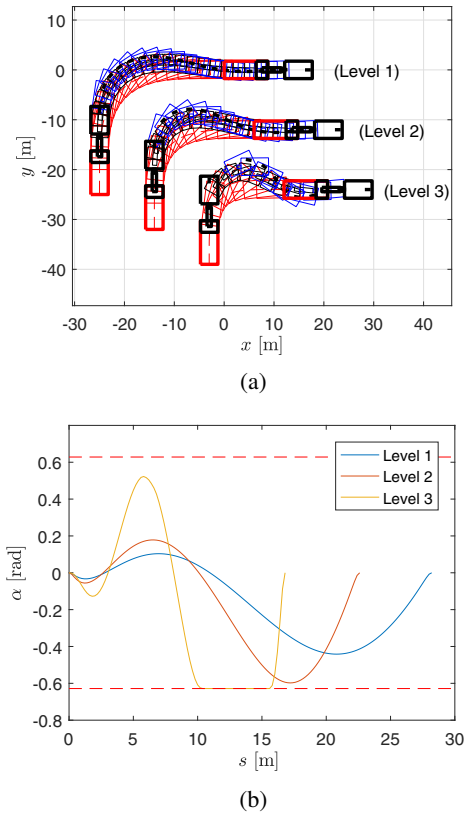 10
0
-10
-20
-30
-40
y [m]
(Level 1)
(Level 2)
(Level 3)
-30 -20 -10 0 10 20 30 40
x [m]
(a)
0.8
0.6
0.4
0.2
0
-0.2
-0.4
-0.6
-0.8
α [rad]
Level 1
Level 2
Level 3
0 5 10 15 20 25 30
s [m]
(b)